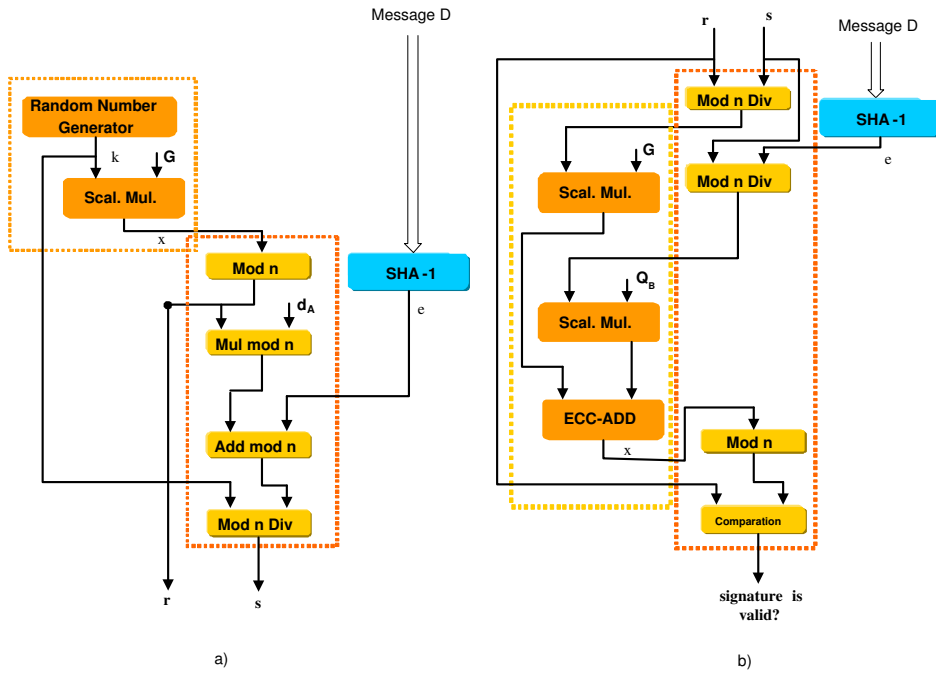 Message D
Random Number
Generator
k
G
Scal. Mul.
x
Mod n
SHA-1
e
d_A
Mul mod n
Add mod n
Mod n Div
r
s
a)
r
s
Message D
Mod n Div
SHA -1
e
G
Scal. Mul.
Mod n Div
Q_B
Scal. Mul.
ECC-ADD
x
Mod n
Comparation
signature is
valid?
b)